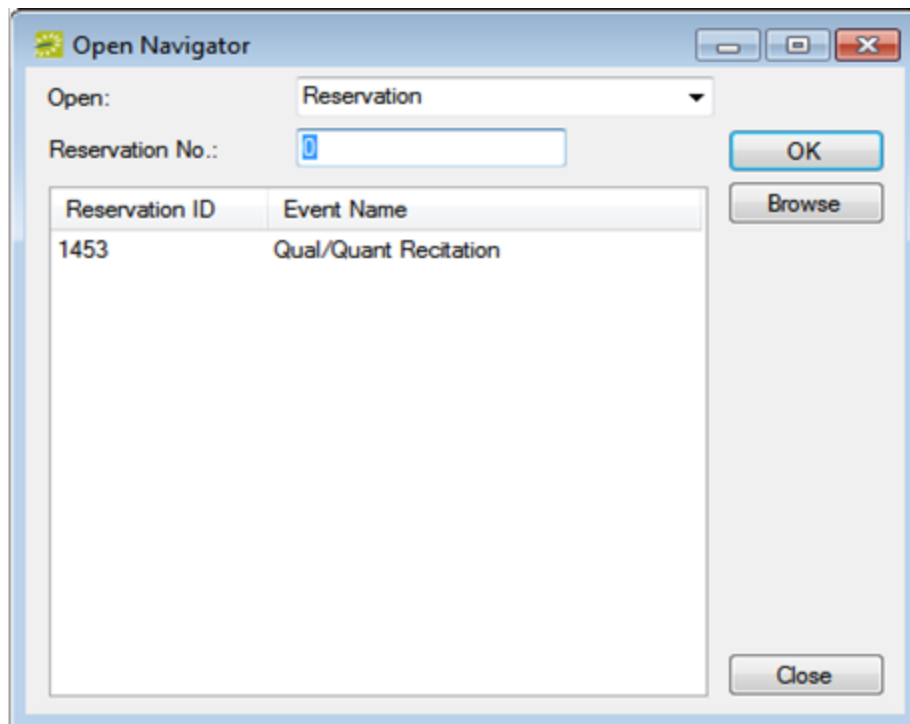 Open Navigator
Open: Reservation
Reservation No.: 0
OK
Reservation ID Event Name
Browse
1453 Qual/Quant Recitation
Close